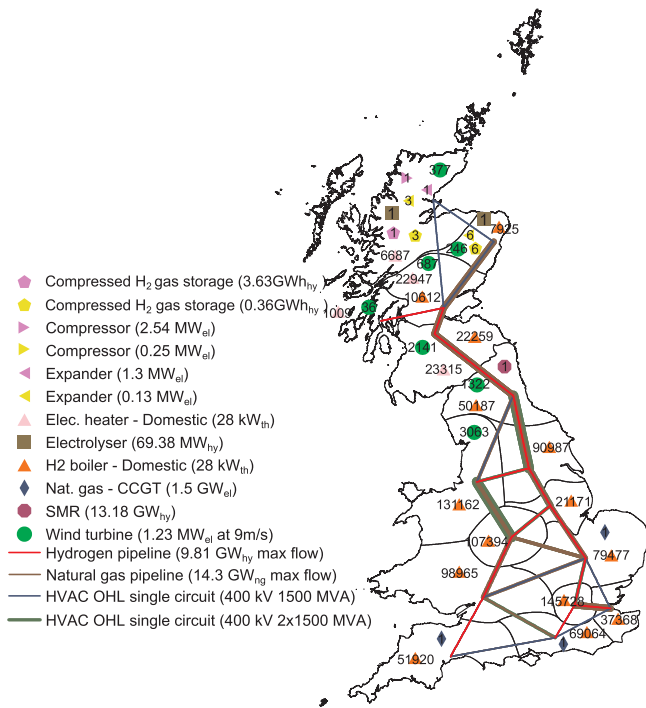 377
1
1
3
1
1
7925
1
3
6
246
6
6687
687
22947
Compressed H2 gas storage (3.63GWhhy)
Compressed H2 gas storage (0.36GWhhy)
10612
36
1009
Compressor (2.54 MWel)
Compressor (0.25 MWel)
22259
2141
Expander (1.3 MWel)
23315
1
Expander (0.13 MWel)
1322
Elec. heater - Domestic (28 kWth)
50187
Electrolyser (69.38 MWhy)
3063
H2 boiler - Domestic (28 kWth)
90987
Nat. gas - CCGT (1.5 GWel)
131162
21171
SMR (13.18 GWhy)
Wind turbine (1.23 MWel at 9m/s)
1
107394
Hydrogen pipeline (9.81 GWhy max flow)
79477
Natural gas pipeline (14.3 GWng max flow)
98965
HVAC OHL single circuit (400 kV 1500 MVA)
145728
HVAC OHL single circuit (400 kV 2x1500 MVA)
37368
69064
1
1
51920